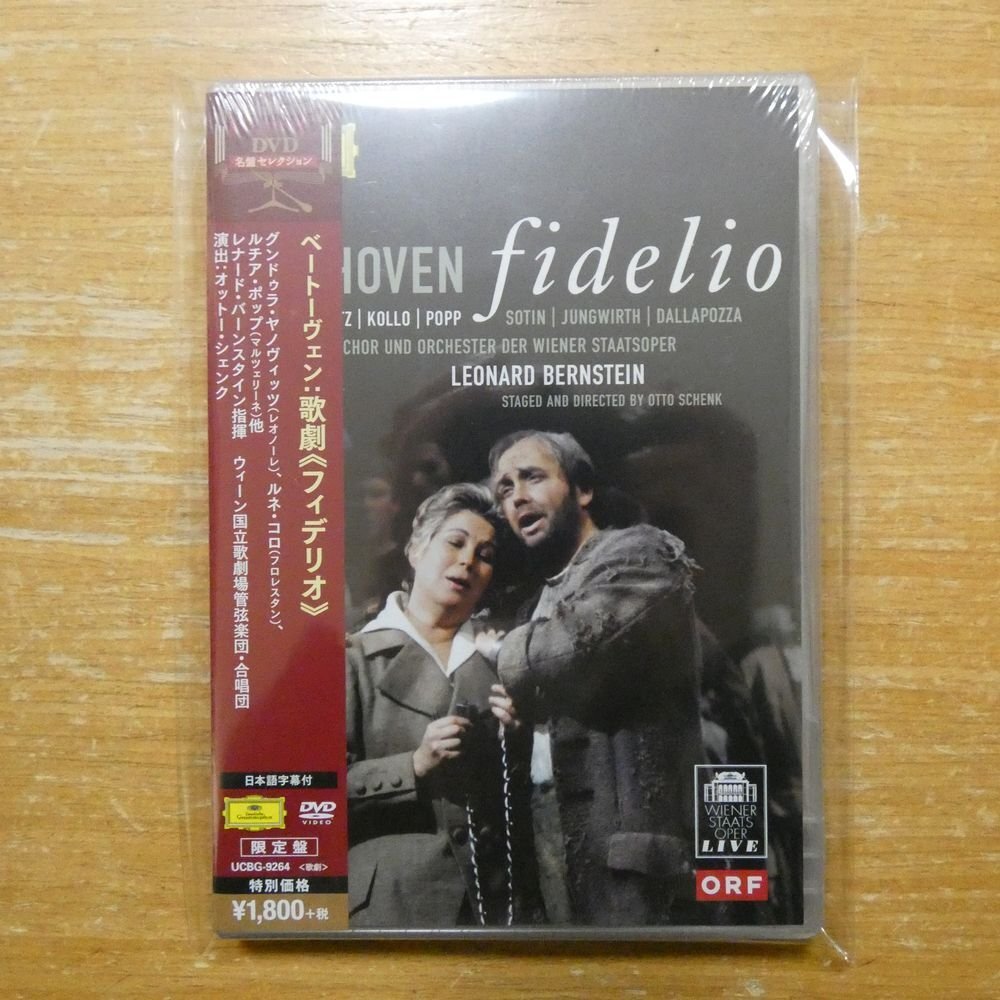 DVD
名盤セレクション
ベートーヴェン:歌劇《フィデリオ》
グンドゥラ・ヤノヴィッツ(レオノーレ)、ルネ・コロ(フロレスタン)、
ルチア・ポップ(マルツェリーネ)他
レナード・バーンスタイン指揮 ウィーン国立歌劇場管弦楽団・合唱団
演出:オットー・シェンク
日本語字幕付
Deutsche Grammophon
DVD
VIDEO
限定盤
UCBG-9264 <歌劇>
特別価格
¥1,800+税
HOVEN fidelio
TZ | KOLLO | POPP SOTIN | JUNGWIRTH | DALLAPOZZA
CHOR UND ORCHESTER DER WIENER STAATSOPER
LEONARD BERNSTEIN
STAGED AND DIRECTED BY OTTO SCHENK
WIENER
STAATS
OPER
LIVE
ORF